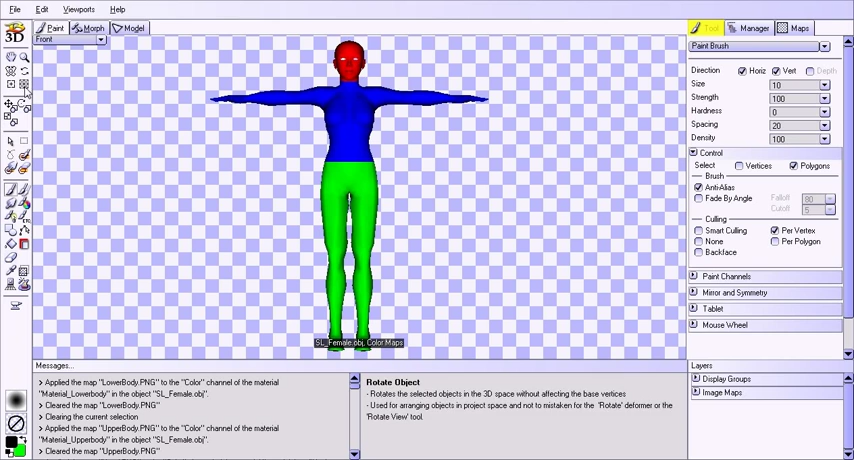 File Edit Viewports Help
3D
Paint Morph Model
Front
SL_Female.obj, Color Maps
Tool Manager Maps
Paint Brush
Direction Horiz Vert Depth
Size 10
Strength 100
Hardness 0
Spacing 20
Density 100
Control
Select Vertices Polygons
Brush
Anti-Alias
Fade By Angle Falloff 80
Cutoff 5
Culling
Smart Culling Per Vertex
None Per Polygon
Backface
Paint Channels
Mirror and Symmetry
Tablet
Mouse Wheel
Messages...
> Applied the map "LowerBody.PNG" to the "Color" channel of the material
"Material_Lowerbody" in the object "SL_Female.obj".
> Cleared the map "LowerBody.PNG"
> Clearing the current selection
> Applied the map "UpperBody.PNG" to the "Color" channel of the material
"Material_Upperbody" in the object "SL_Female.obj".
> Cleared the map "UpperBody.PNG"
Rotate Object
- Rotates the selected objects in the 3D space without affecting the base vertices
- Used for arranging objects in project space and not to mistaken for the 'Rotate' deformer or the
'Rotate View' tool.
Layers
Display Groups
Image Maps